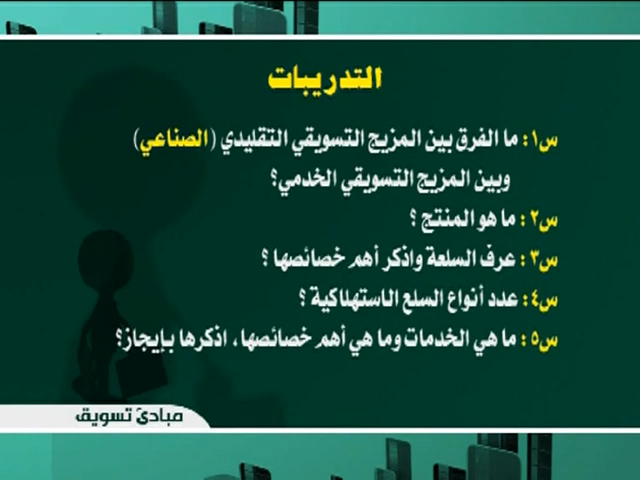 التدريبات
س١: ما الفرق بين المزيج التسويقي التقليدي (الصناعي)
وبين المزيج التسويقي الخدمي؟
س٢: ما هو المنتج ؟
س٣: عرف السلعة واذكر أهم خصائصها ؟
س٤: عدد أنواع السلع الاستهلاكية ؟
س٥: ما هي الخدمات وما هي أهم خصائصها، اذكرها بإيجاز؟
مبادئ تسويق